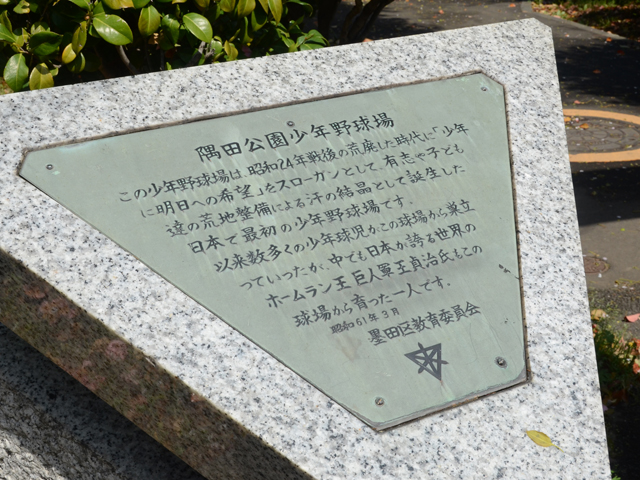 隅田公園少年野球場
この少年野球場は、昭和24年戦後の荒廃した時代に「少年
に明日への希望」をスローガンとして、有志や子ども
達の荒地整備による汗の結晶として誕生した
日本で最初の少年野球場です。
以来数多くの少年球児がこの球場から巣立
っていったが、中でも日本が誇る世界の
ホームラン王 巨人軍王貞治氏もこの
球場から育った一人です。
昭和61年3月
墨田区教育委員会